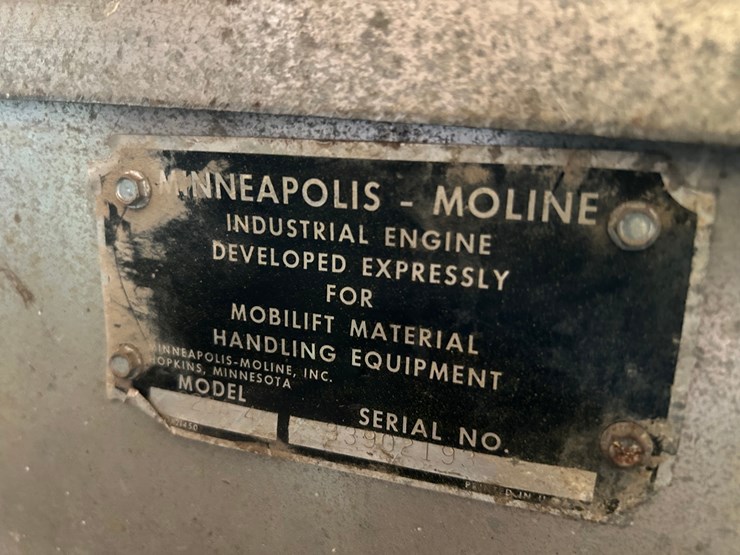 MINNEAPOLIS - MOLINE
INDUSTRIAL ENGINE
DEVELOPED EXPRESSLY
FOR
MOBILIFT MATERIAL
HANDLING EQUIPMENT
MINNEAPOLIS-MOLINE, INC.
HOPKINS, MINNESOTA
MODEL
SERIAL NO.